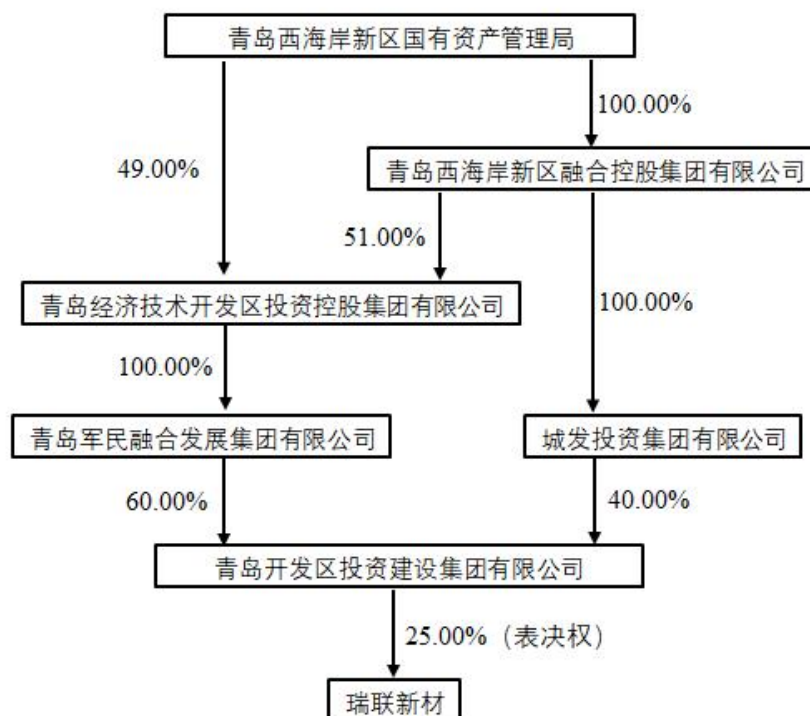 青岛西海岸新区国有资产管理局
100.00%
青岛西海岸新区融合控股集团有限公司
49.00%
51.00%
青岛经济技术开发区投资控股集团有限公司
100.00%
100.00%
青岛军民融合发展集团有限公司
城发投资集团有限公司
60.00%
40.00%
青岛开发区投资建设集团有限公司
25.00%（表决权）
瑞联新材